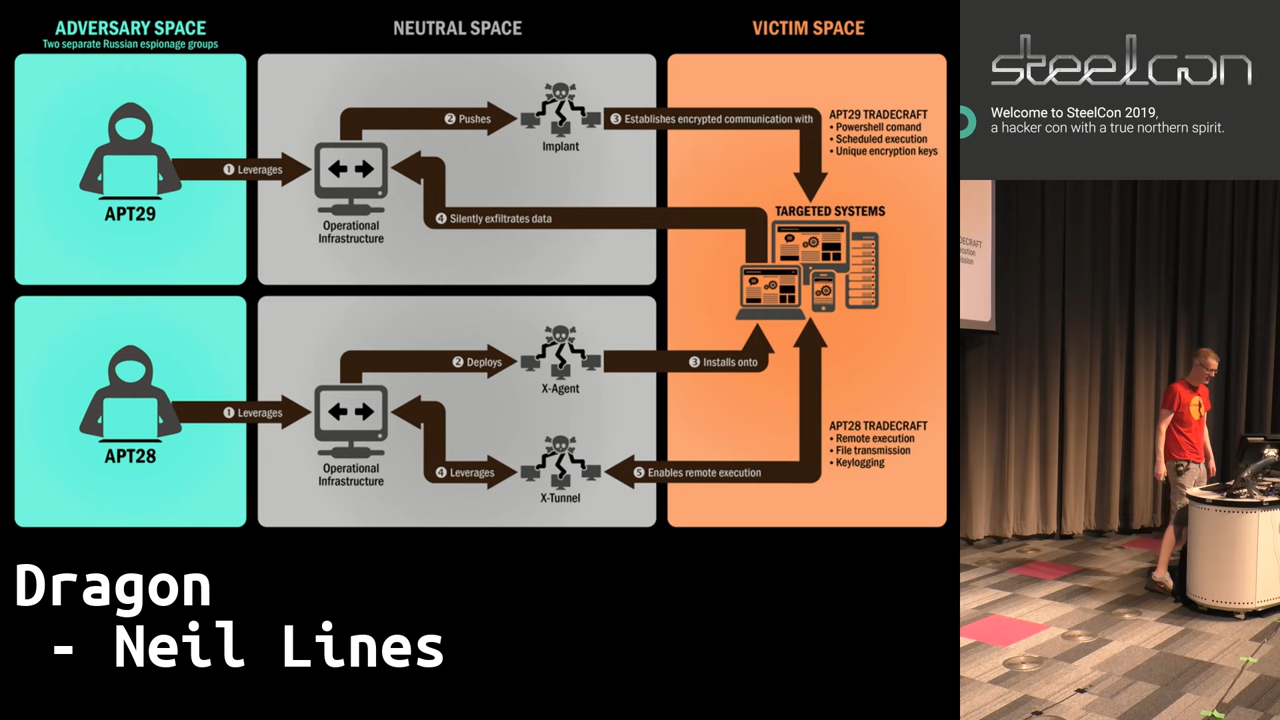 ADVERSARY SPACE
Two separate Russian espionage groups
NEUTRAL SPACE
VICTIM SPACE
APT29
1 Leverages
Operational
Infrastructure
2 Pushes
Implant
3 Establishes encrypted communication with
4 Silently exfiltrates data
APT29 TRADECRAFT
• Powershell comand
• Scheduled execution
• Unique encryption keys
TARGETED SYSTEMS
APT28
1 Leverages
Operational
Infrastructure
2 Deploys
X-Agent
3 Installs onto
4 Leverages
X-Tunnel
5 Enables remote execution
APT28 TRADECRAFT
• Remote execution
• File transmission
• Keylogging
Dragon
- Neil Lines
steelcon
Welcome to SteelCon 2019,
a hacker con with a true northern spirit.